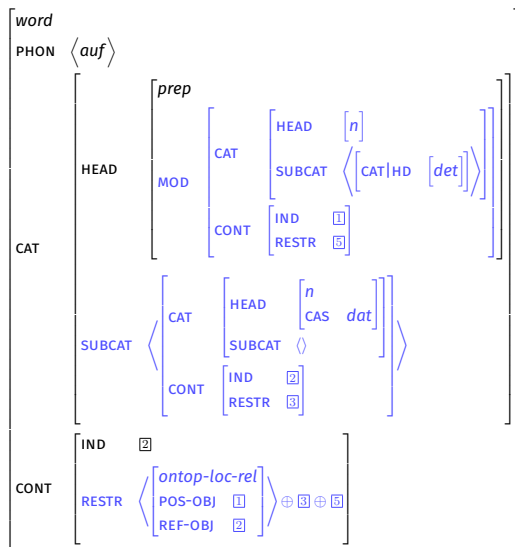 word
PHON ⟨auf⟩
prep
HEAD [n]
CAT
SUBCAT ⟨[CAT|HD [det]]⟩
HEAD MOD
IND 1
CONT
RESTR 5
CAT
n
HEAD
CAS dat
CAT
SUBCAT ⟨⟩
SUBCAT
IND 2
CONT
RESTR 3
IND 2
ontop-loc-rel
CONT RESTR ⟨POS-OBJ 1⟩ ⊕ 3 ⊕ 5
REF-OBJ 2